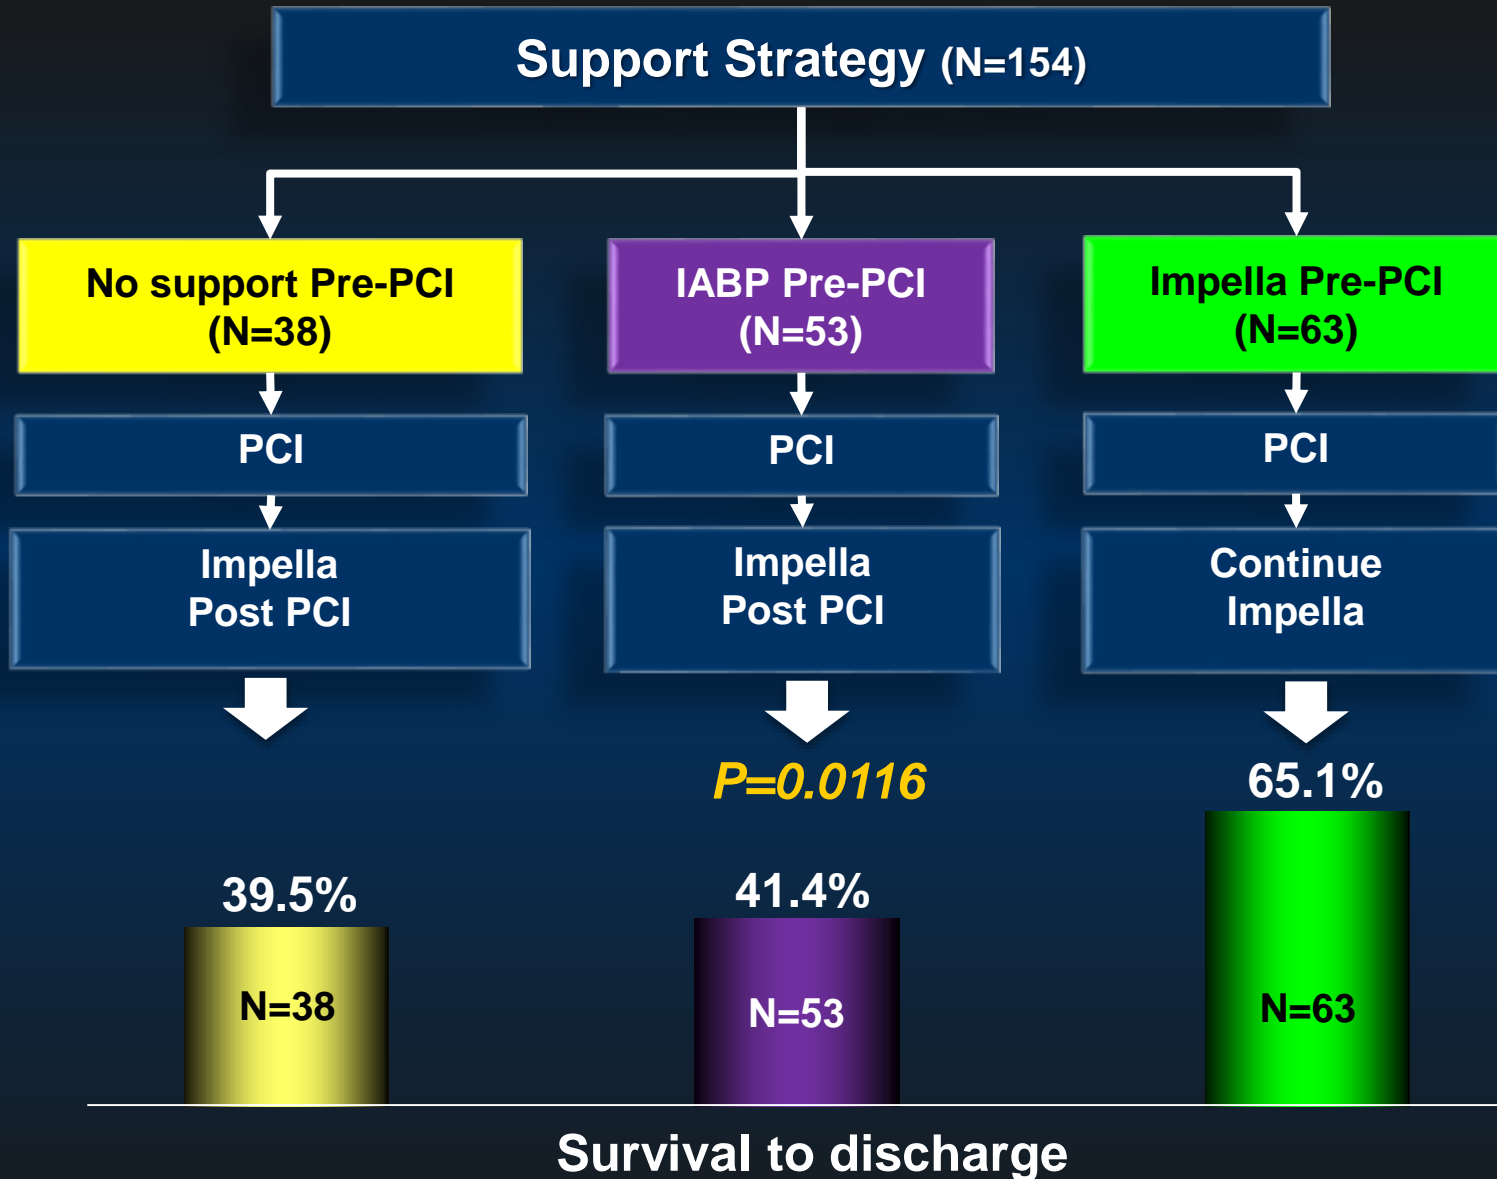 Support Strategy (N=154)
No support Pre-PCI
(N=38)
IABP Pre-PCI
(N=53)
Impella Pre-PCI
(N=63)
PCI
PCI
PCI
Impella
Post PCI
Impella
Post PCI
Continue
Impella
P=0.0116
65.1%
39.5%
41.4%
N=38
N=53
N=63
Survival to discharge